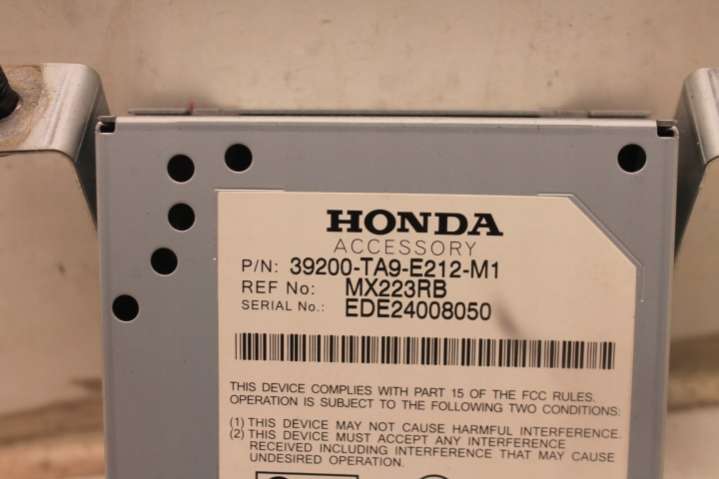 HONDA
ACCESSORY
P/N: 39200-TA9-E212-M1
REF No: MX223RB
SERIAL No.: EDE24008050
THIS DEVICE COMPLIES WITH PART 15 OF THE FCC RULES.
OPERATION IS SUBJECT TO THE FOLLOWING TWO CONDITIONS:
(1) THIS DEVICE MAY NOT CAUSE HARMFUL INTERFERENCE.
(2) THIS DEVICE MUST ACCEPT ANY INTERFERENCE
RECEIVED INCLUDING INTERFERENCE THAT MAY CAUSE
UNDESIRED OPERATION.